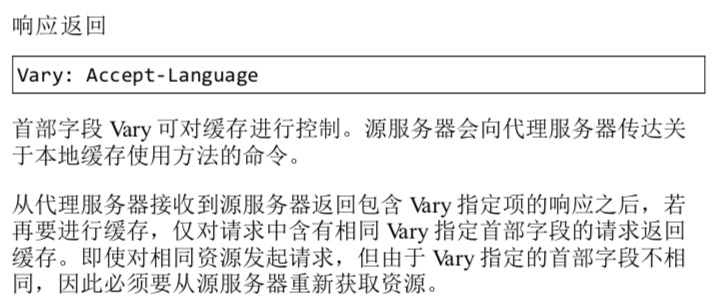 响应返回
Vary: Accept-Language
首部字段 Vary 可对缓存进行控制。源服务器会向代理服务器传达关
于本地缓存使用方法的命令。
从代理服务器接收到源服务器返回包含 Vary 指定项的响应之后，若
再要进行缓存，仅对请求中含有相同 Vary 指定首部字段的请求返回
缓存。即使对相同资源发起请求，但由于 Vary 指定的首部字段不相
同，因此必须要从源服务器重新获取资源。